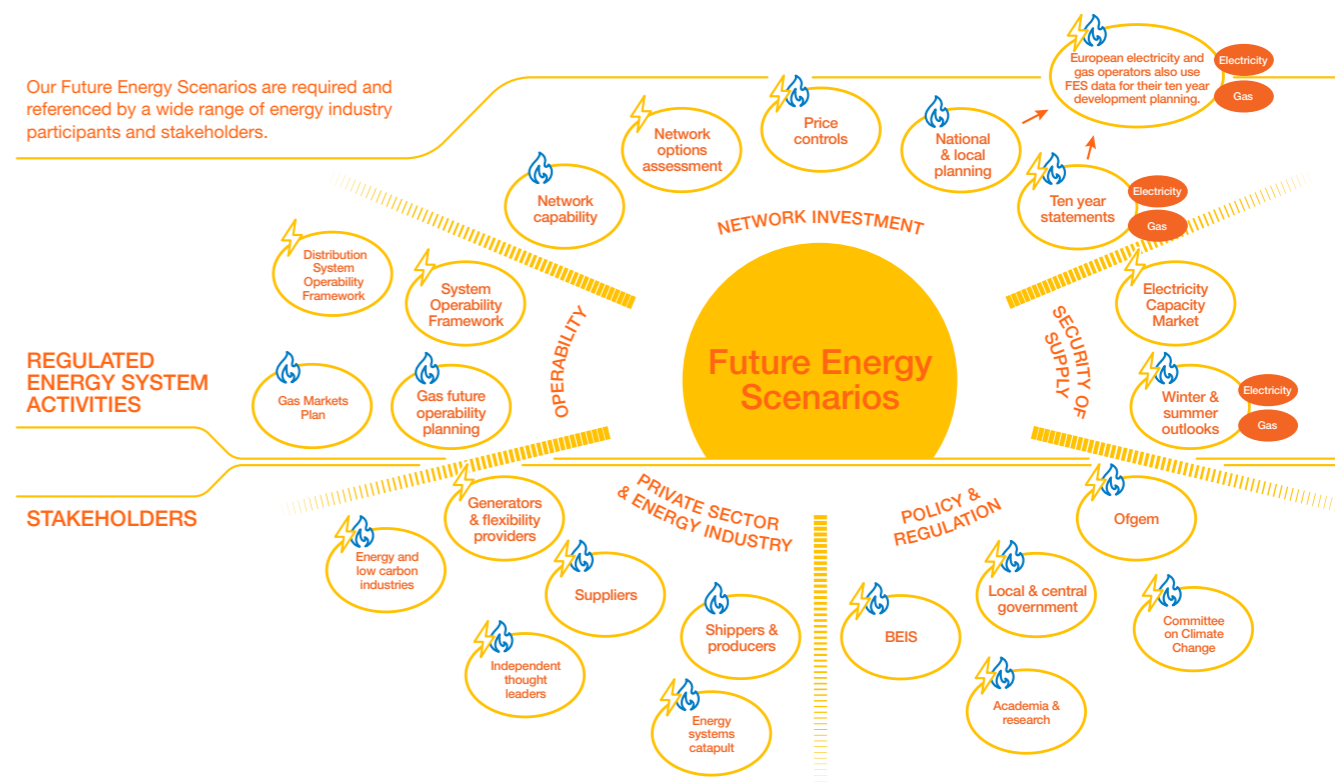 Our Future Energy Scenarios are required and
referenced by a wide range of energy industry
participants and stakeholders.
European electricity and
gas operators also use
FES data for their ten year
development planning.
Electricity
Gas
Price
controls
Network
options
assessment
National
& local
planning
Network
capability
Ten year
statements
Electricity
Gas
NETWORK INVESTMENT
Distribution
System
Operability
Framework
System
Operability
Framework
Electricity
Capacity
Market
OPERABILITY
SECURITY OF
SUPPLY
Future Energy
Scenarios
REGULATED
ENERGY SYSTEM
ACTIVITIES
Gas Markets
Plan
Gas future
operability
planning
Winter &
summer
outlooks
Electricity
Gas
STAKEHOLDERS
PRIVATE SECTOR
& ENERGY INDUSTRY
POLICY &
REGULATION
Generators
& flexibility
providers
Ofgem
Energy and
low carbon
industries
Suppliers
Local & central
government
Shippers &
producers
BEIS
Committee
on Climate
Change
Independent
thought
leaders
Academia &
research
Energy
systems
catapult